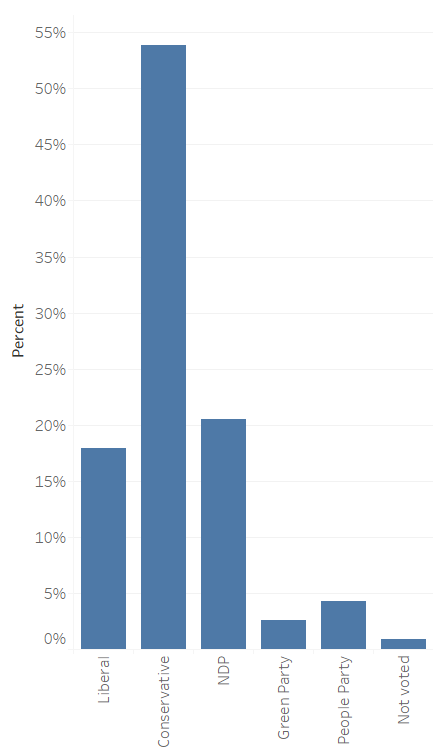 55%
50%
45%
40%
35%
30%
25%
20%
15%
10%
5%
0%
Percent
Liberal
Conservative
NDP
Green Party
People Party
Not voted